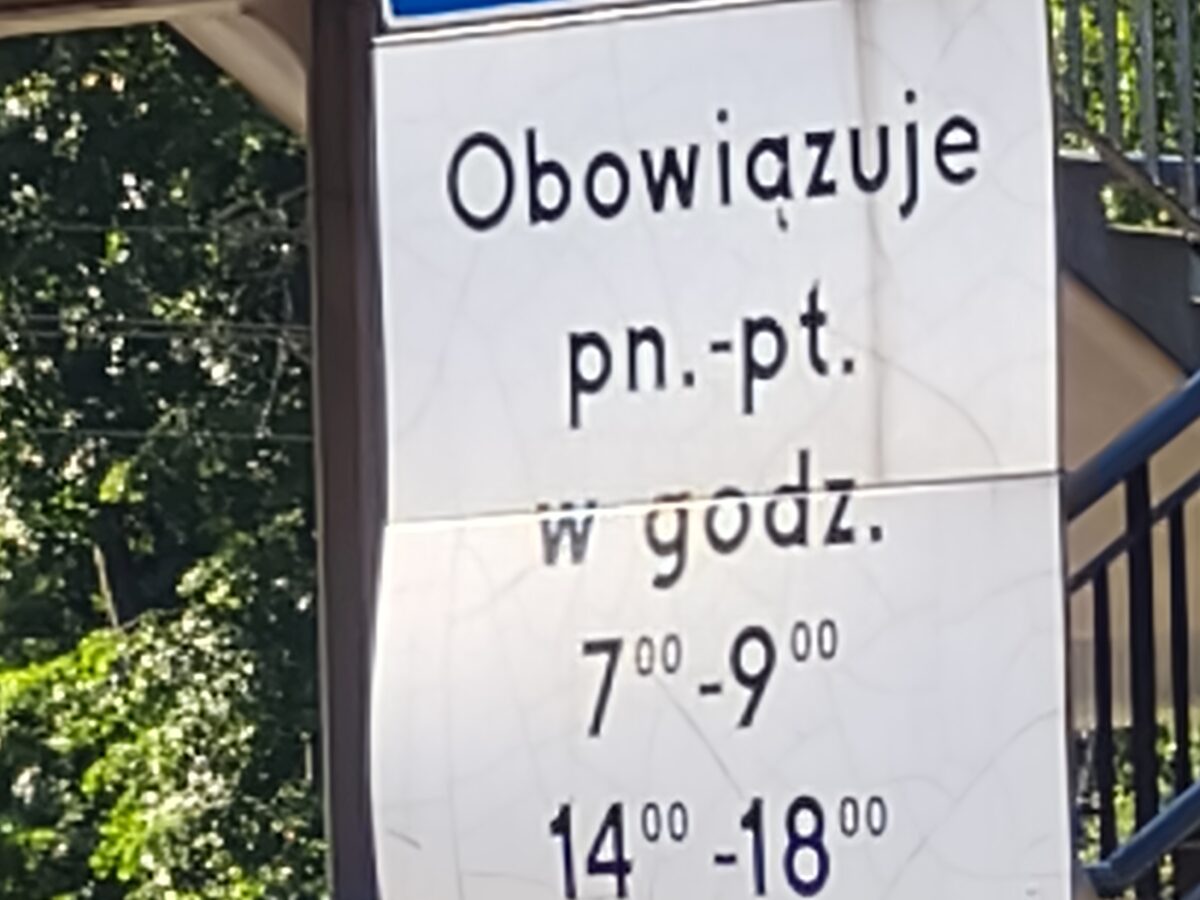 Obowiązuje
pn.-pt.
w godz.
7⁰⁰-9⁰⁰
14⁰⁰-18⁰⁰